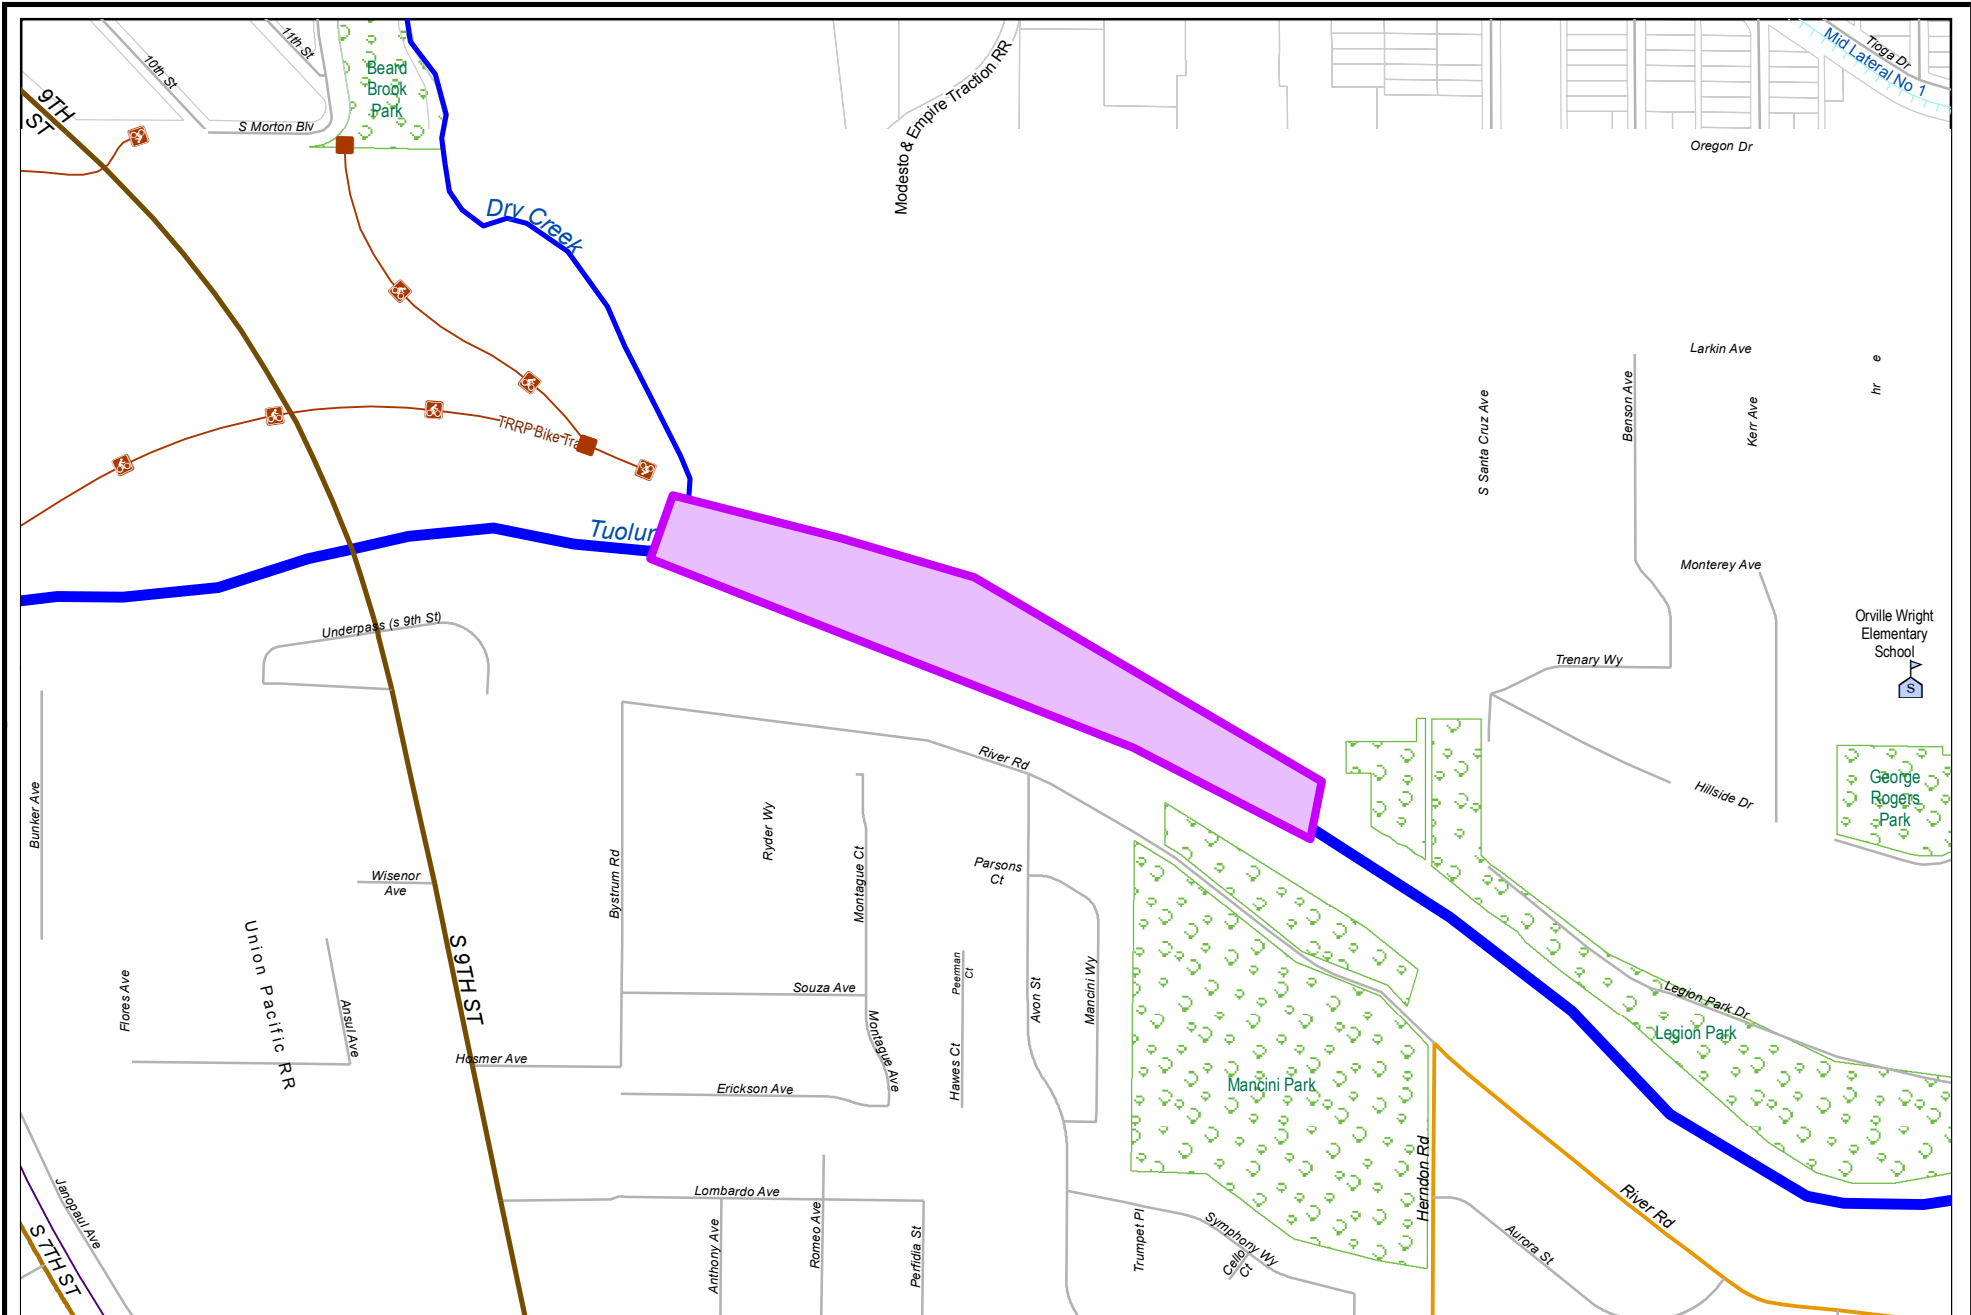 10th St
11th St
Beard
Brook
Park
Modesto & Empire Traction RR
Tioga Dr
Mid Lateral No 1
9TH
ST
S Morton Blv
Oregon Dr
Dry Creek
Larkin Ave
e
hr
S Santa Cruz Ave
Benson Ave
Kerr Ave
TRRP Bike Tra
Tuolur
Monterey Ave
Underpass (s 9th St)
Orville Wright
Elementary
School
S
Trenary Wy
River Rd
Hillside Dr
George
Rogers
Park
Bunker Ave
Ryder Wy
Bystrum Rd
Montague Ct
Parsons
Ct
Wisenor
Ave
Union Pacific RR
S 9TH ST
Flores Ave
Ansul Ave
Souza Ave
Peerman
Ct
Avon St
Mancini Wy
Legion Park Dr
Legion Park
Montague Ave
Hosmer Ave
Erickson Ave
Hawes Ct
Mancini Park
Herndon Rd
Janopaul Ave
S 7TH ST
Lombardo Ave
Anthony Ave
Romeo Ave
Perfidia St
Trumpet Pl
Symphony Wy
Cello
Ct
Aurora St
River Rd